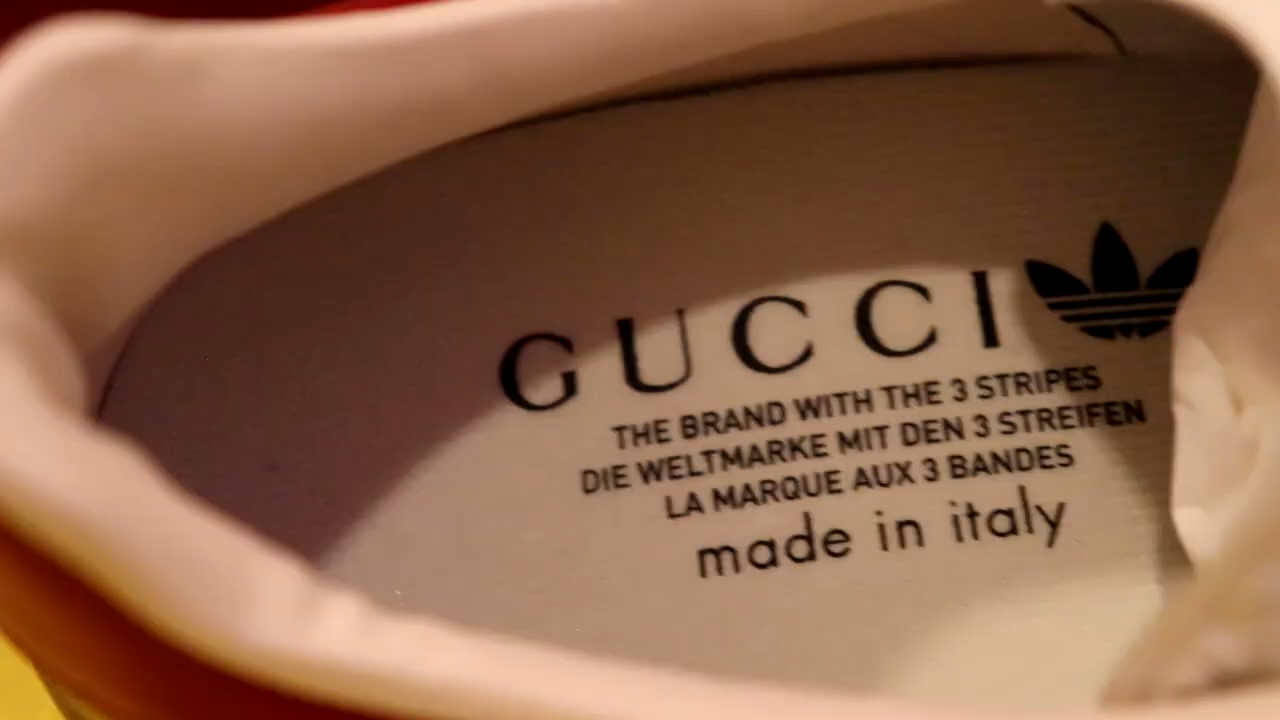 GUCCI
THE BRAND WITH THE 3 STRIPES
DIE WELTMARKE MIT DEN 3 STREIFEN
LA MARQUE AUX 3 BANDES
made in italy